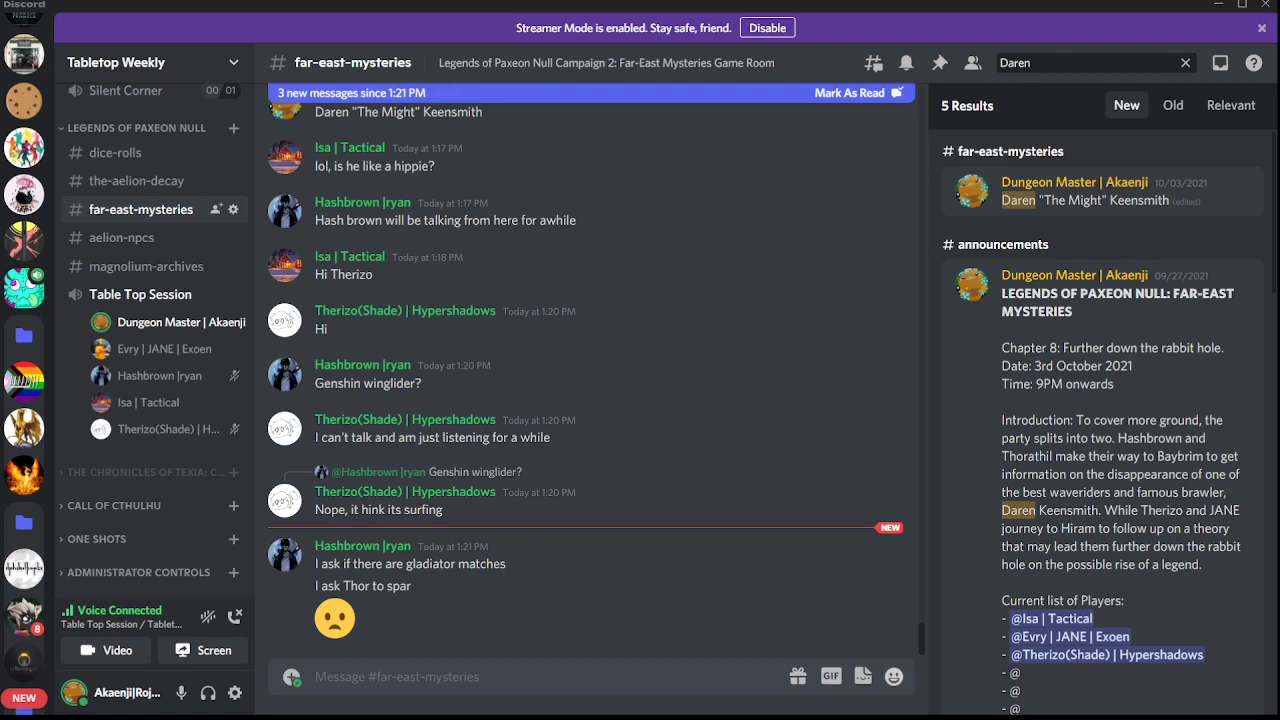 Discord
Streamer Mode is enabled. Stay safe, friend.
Disable
Tabletop Weekly
Silent Corner
00 / 01
LEGENDS OF PAXEON NULL
dice-rolls
the-aelion-decay
far-east-mysteries
aelion-npcs
magnolium-archives
Table Top Session
Dungeon Master | Akaenji
Evry | JANE | Exoen
Hashbrown |ryan
Isa | Tactical
Therizo(Shade) | H...
THE CHRONICLES OF TEXIA: C...
CALL OF CTHULHU
ONE SHOTS
ADMINISTRATOR CONTROLS
Voice Connected
Table Top Session / Tablet...
Video
Screen
Akaenji|Roj...
8
NEW
far-east-mysteries
Legends of Paxeon Null Campaign 2: Far-East Mysteries Game Room
3 new messages since 1:21 PM
Mark As Read
Daren "The Might" Keensmith
Isa | Tactical Today at 1:17 PM
lol, is he like a hippie?
Hashbrown |ryan Today at 1:17 PM
Hash brown will be talking from here for awhile
Isa | Tactical Today at 1:18 PM
Hi Therizo
Therizo(Shade) | Hypershadows Today at 1:20 PM
Hi
Hashbrown |ryan Today at 1:20 PM
Genshin winglider?
Therizo(Shade) | Hypershadows Today at 1:20 PM
I can't talk and am just listening for a while
@Hashbrown |ryan Genshin winglider?
Therizo(Shade) | Hypershadows Today at 1:20 PM
Nope, it hink its surfing
NEW
Hashbrown |ryan Today at 1:21 PM
I ask if there are gladiator matches
I ask Thor to spar
Message #far-east-mysteries
GIF
Daren
5 Results
New
Old
Relevant
# far-east-mysteries
Dungeon Master | Akaenji 10/03/2021
Daren "The Might" Keensmith (edited)
# announcements
Dungeon Master | Akaenji 09/27/2021
LEGENDS OF PAXEON NULL: FAR-EAST
MYSTERIES
Chapter 8: Further down the rabbit hole.
Date: 3rd October 2021
Time: 9PM onwards
Introduction: To cover more ground, the
party splits into two. Hashbrown and
Thorathil make their way to Baybrim to get
information on the disappearance of one of
the best waveriders and famous brawler,
Daren Keensmith. While Therizo and JANE
journey to Hiram to follow up on a theory
that may lead them further down the rabbit
hole on the possible rise of a legend.
Current list of Players:
- @Isa | Tactical
- @Evry | JANE | Exoen
- @Therizo(Shade) | Hypershadows
- @
- @
- @